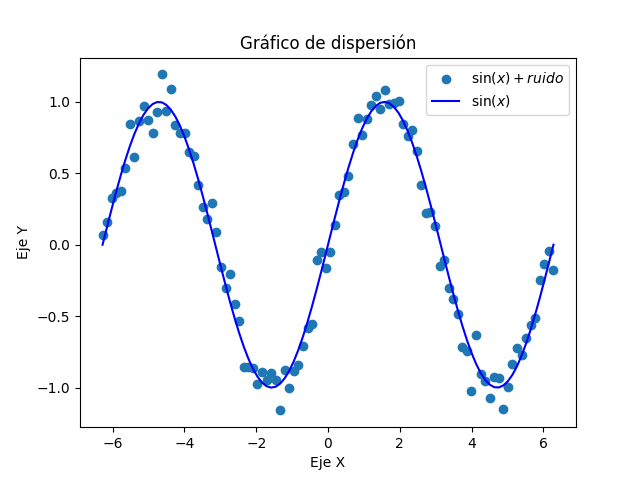 Gráfico de dispersión
sin(x) + ruido
sin(x)
1.0
0.5
0.0
−0.5
−1.0
Eje Y
−6 −4 −2 0 2 4 6
Eje X